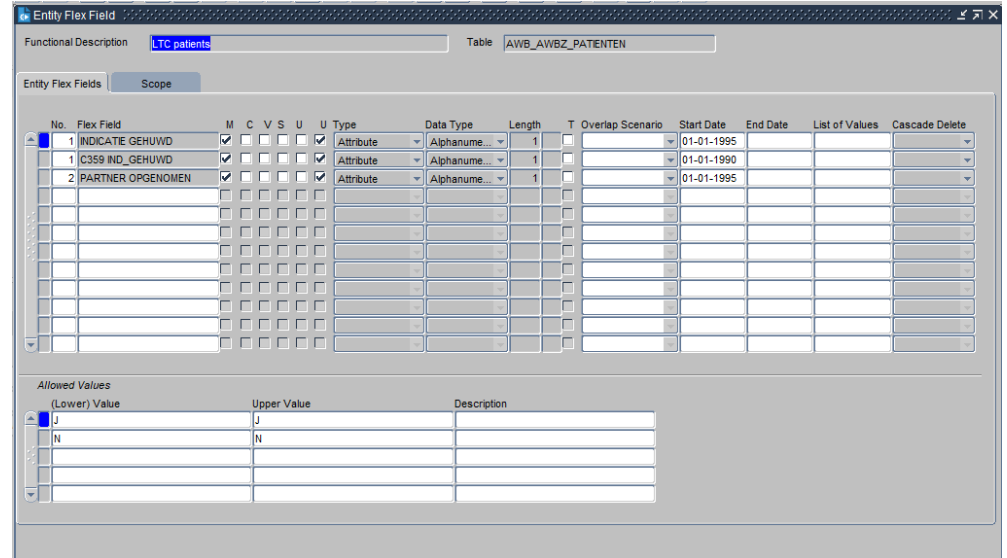 Entity Flex Field
Functional Description LTC patients Table AWB_AWBZ_PATIENTEN
Entity Flex Fields Scope
No. Flex Field M C V S U U Type Data Type Length T Overlap Scenario Start Date End Date List of Values Cascade Delete
1 INDICATIE GEHUWD Attribute Alphanume... 1 01-01-1995
1 C359 IND_GEHUWD Attribute Alphanume... 1 01-01-1990
2 PARTNER OPGENOMEN Attribute Alphanume... 1 01-01-1995
Allowed Values
(Lower) Value Upper Value Description
J J
N N